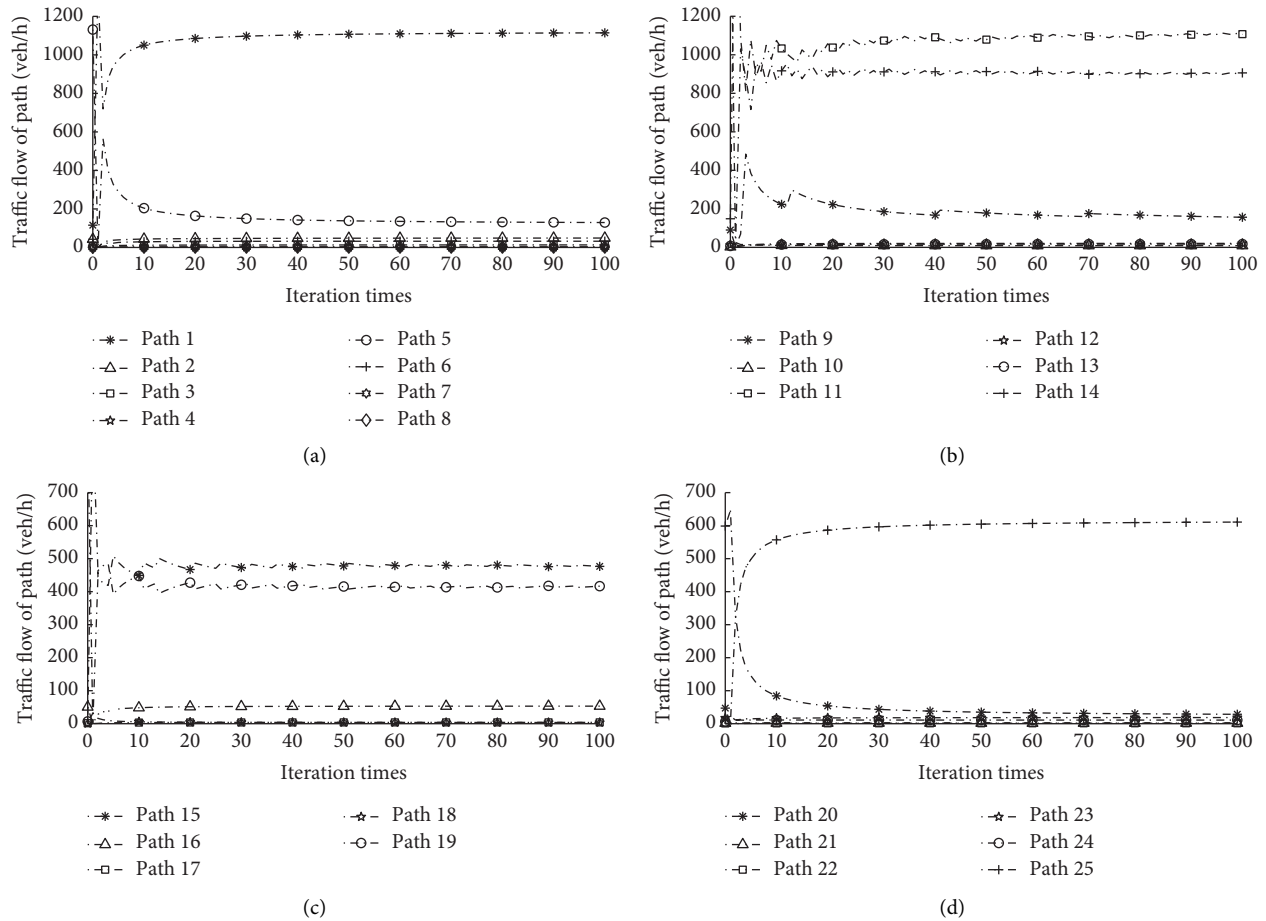 Traffic flow of path (veh/h)
1200
1000
800
600
400
200
0
0 10 20 30 40 50 60 70 80 90 100
Iteration times
Path 1
Path 2
Path 3
Path 4
Path 5
Path 6
Path 7
Path 8
(a)
Traffic flow of path (veh/h)
1200
1000
800
600
400
200
0
0 10 20 30 40 50 60 70 80 90 100
Iteration times
Path 9
Path 10
Path 11
Path 12
Path 13
Path 14
(b)
Traffic flow of path (veh/h)
700
600
500
400
300
200
100
0
0 10 20 30 40 50 60 70 80 90 100
Iteration times
Path 15
Path 16
Path 17
Path 18
Path 19
(c)
Traffic flow of path (veh/h)
700
600
500
400
300
200
100
0
0 10 20 30 40 50 60 70 80 90 100
Iteration times
Path 20
Path 21
Path 22
Path 23
Path 24
Path 25
(d)